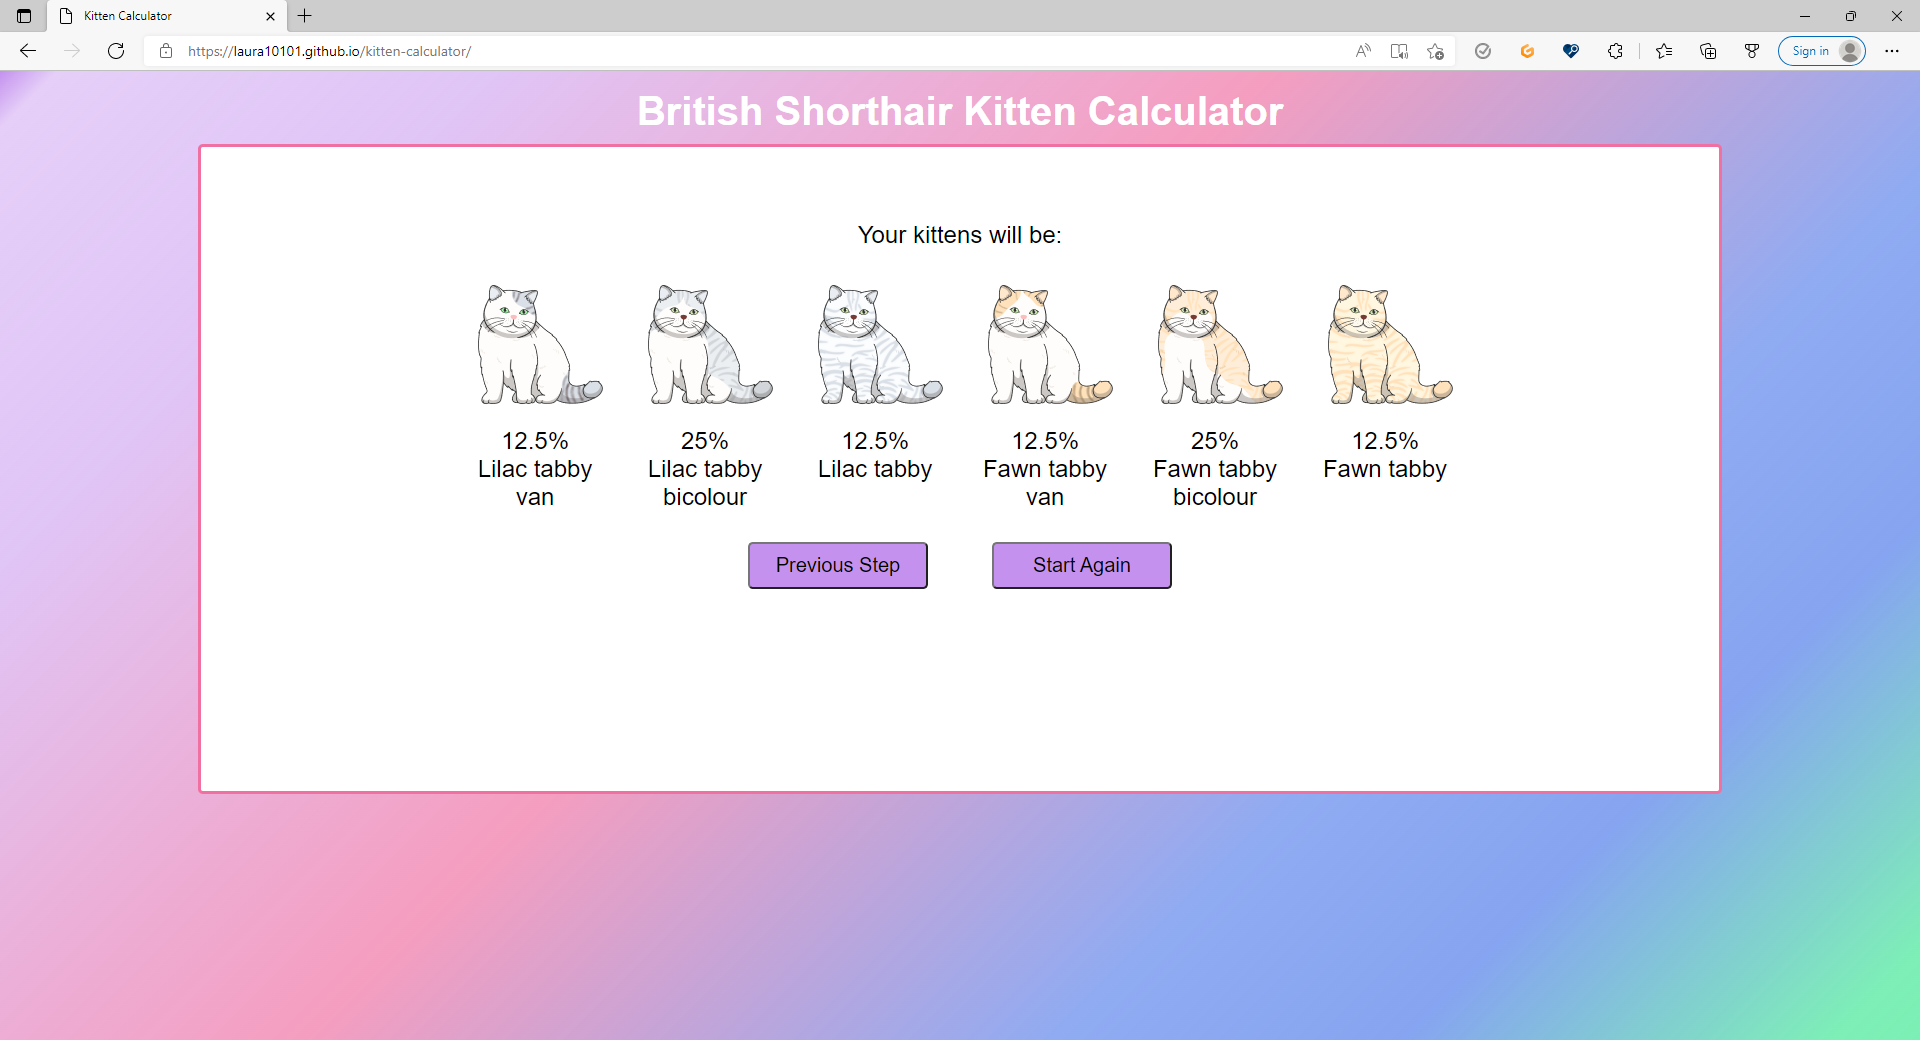 Kitten Calculator
https://laura10101.github.io/kitten-calculator/
Sign in
British Shorthair Kitten Calculator
Your kittens will be:
12.5%
Lilac tabby
van
25%
Lilac tabby
bicolour
12.5%
Lilac tabby
12.5%
Fawn tabby
van
25%
Fawn tabby
bicolour
12.5%
Fawn tabby
Previous Step
Start Again